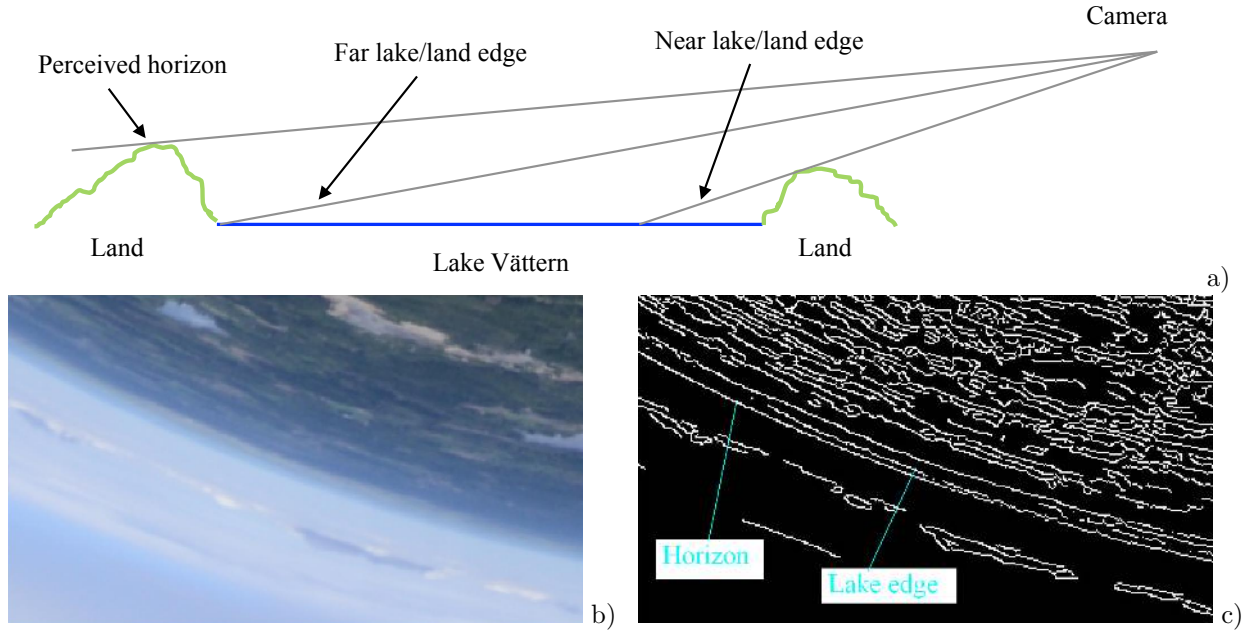 Camera
Near lake/land edge
Far lake/land edge
Perceived horizon
Land
Lake Vättern
Land
a)
Horizon
Lake edge
b)
c)